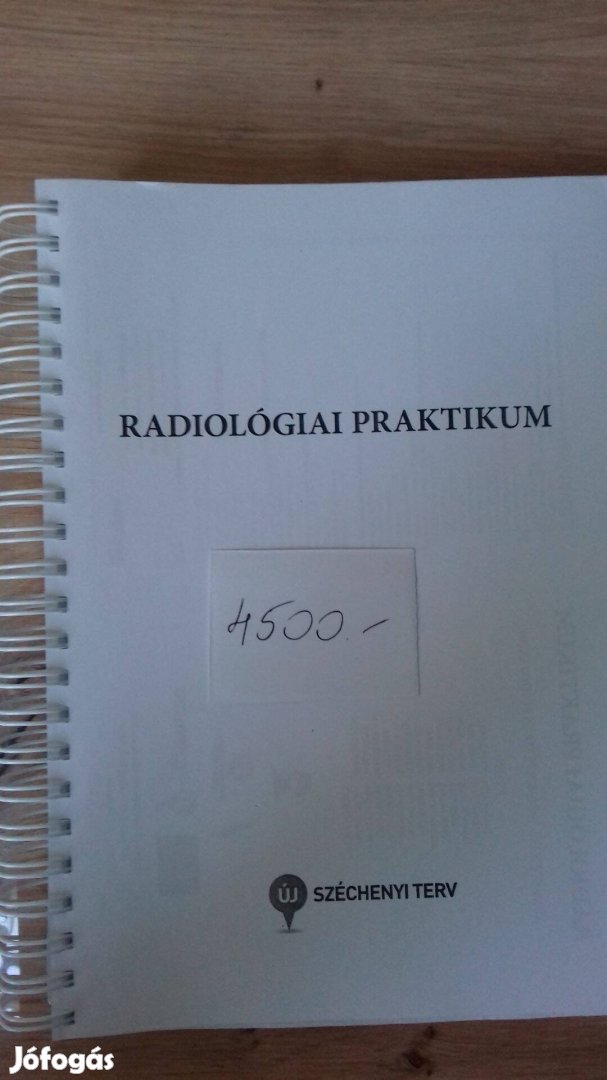 RADIOLÓGIAI PRAKTIKUM
4500.-
ÚJ SZÉCHENYI TERV
Jófogás